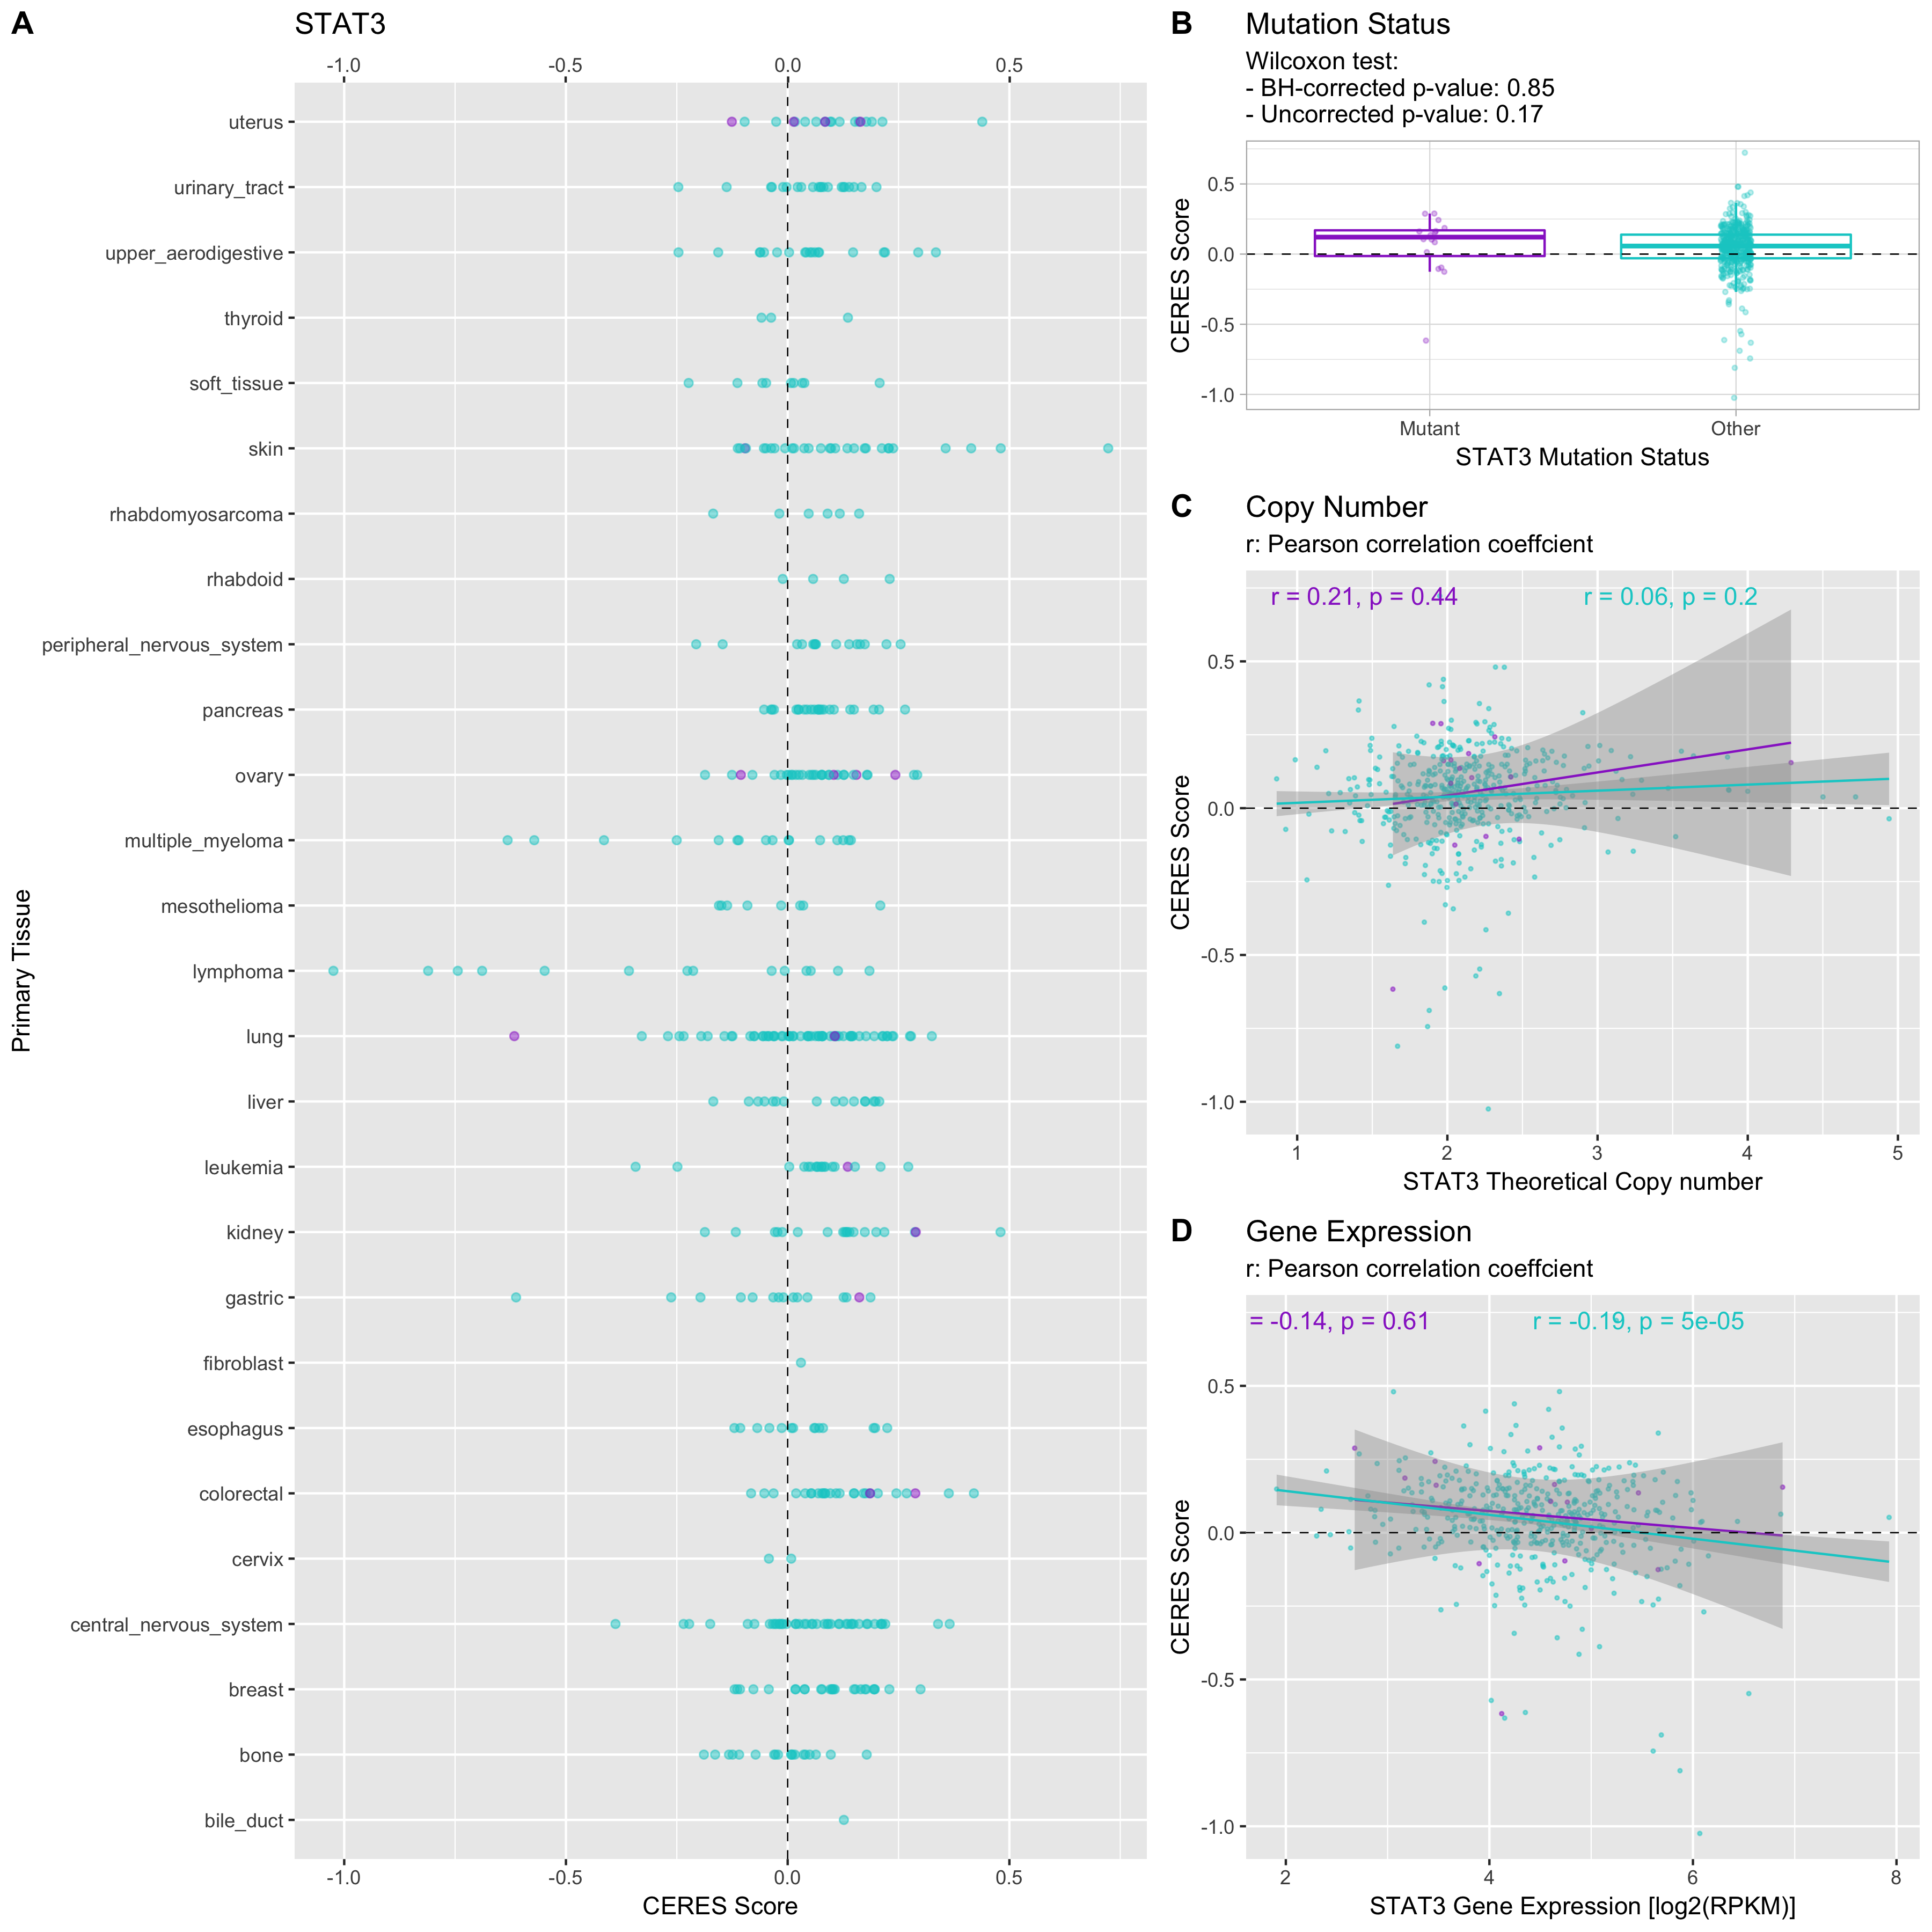 A
STAT3
-1.0 -0.5 0.0 0.5
Primary Tissue
uterus
urinary_tract
upper_aerodigestive
thyroid
soft_tissue
skin
rhabdomyosarcoma
rhabdoid
peripheral_nervous_system
pancreas
ovary
multiple_myeloma
mesothelioma
lymphoma
lung
liver
leukemia
kidney
gastric
fibroblast
esophagus
colorectal
cervix
central_nervous_system
breast
bone
bile_duct
-1.0 -0.5 0.0 0.5
CERES Score
B
Mutation Status
Wilcoxon test:
- BH-corrected p-value: 0.85
- Uncorrected p-value: 0.17
CERES Score
0.5
0.0
-0.5
-1.0
Mutant Other
STAT3 Mutation Status
C
Copy Number
r: Pearson correlation coeffcient
r = 0.21, p = 0.44 r = 0.06, p = 0.2
CERES Score
0.5
0.0
-0.5
-1.0
1 2 3 4 5
STAT3 Theoretical Copy number
D
Gene Expression
r: Pearson correlation coeffcient
= -0.14, p = 0.61 r = -0.19, p = 5e-05
CERES Score
0.5
0.0
-0.5
-1.0
2 4 6 8
STAT3 Gene Expression [log2(RPKM)]